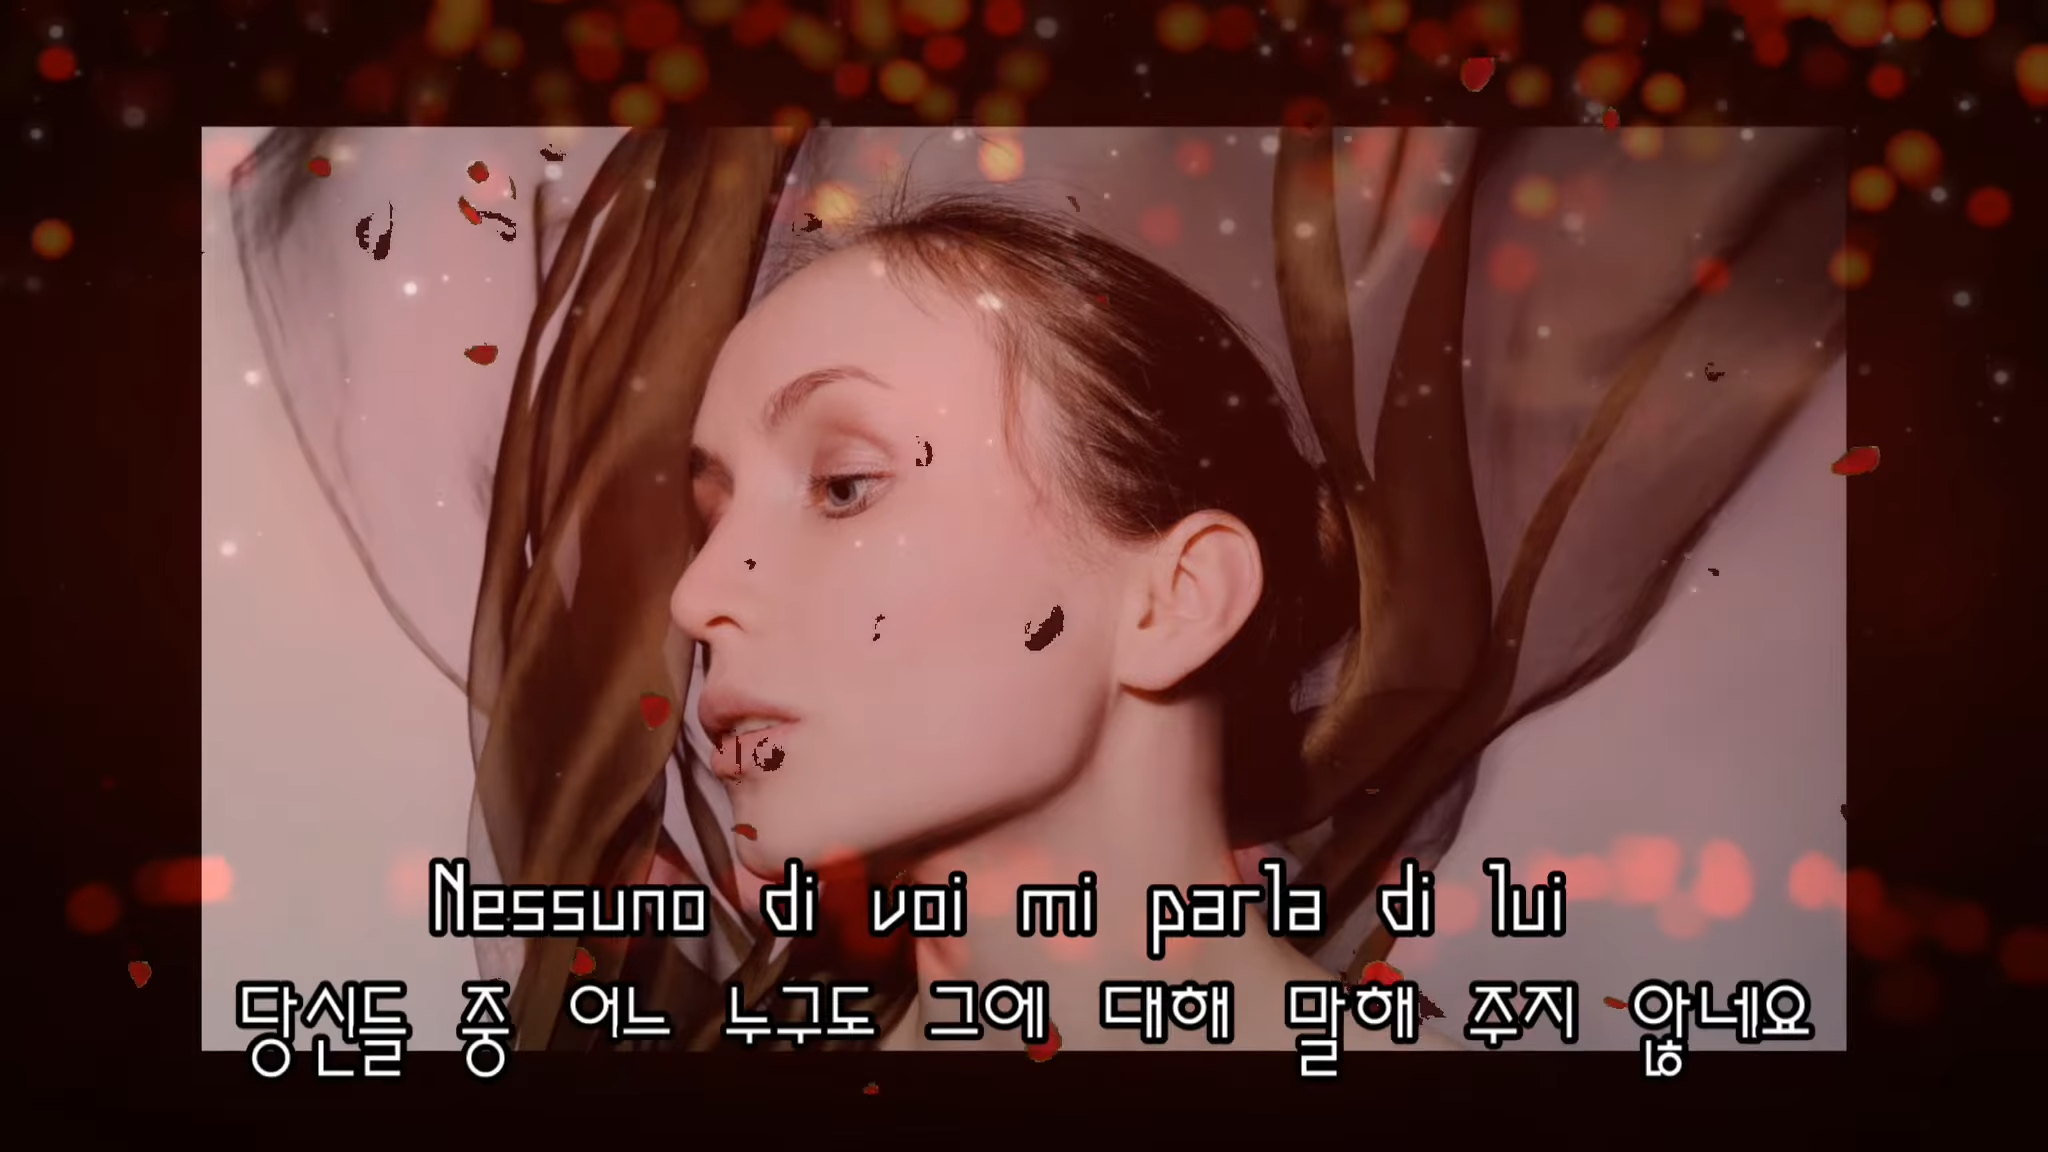 Nessuno di voi mi parla di lui
당신들 중 어느 누구도 그에 대해 말해 주지 않네요